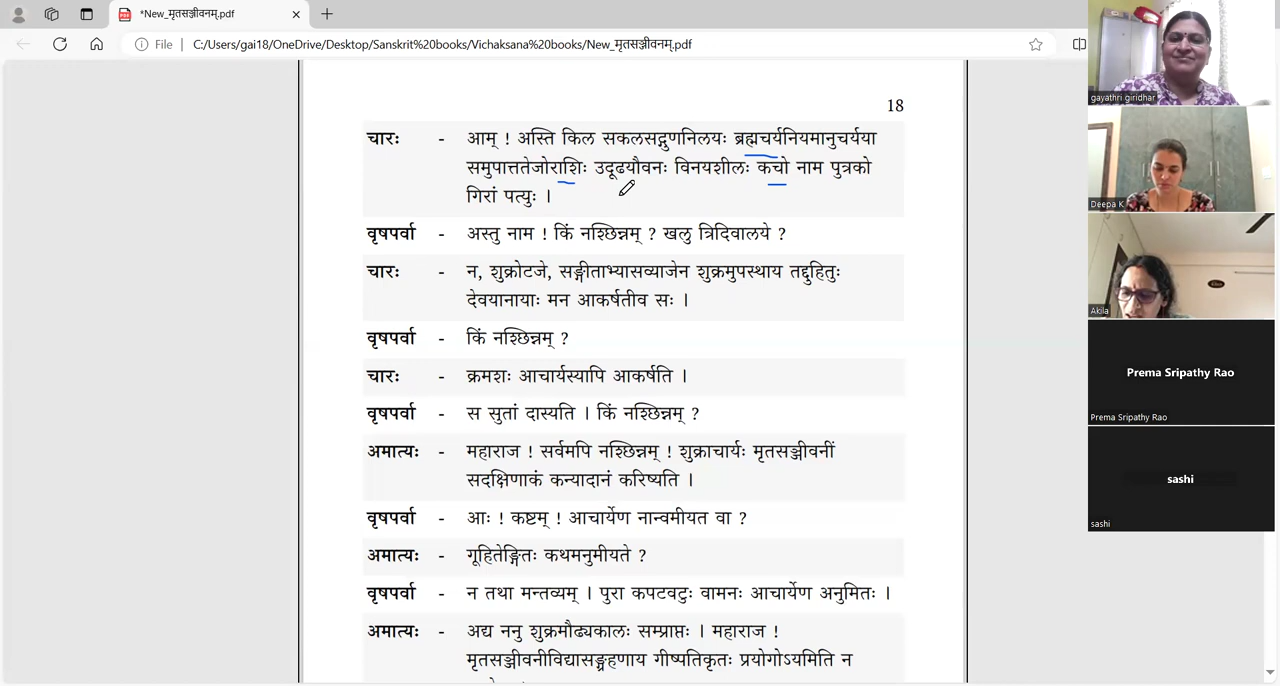 *New_मृतसञ्जीवनम्.pdf
File | C:/Users/gai18/OneDrive/Desktop/Sanskrit%20books/Vichaksana%20books/New_मृतसञ्जीवनम्.pdf
18
चारः - आम् ! अस्ति किल सकलसद्गुणनिलयः ब्रह्मचर्यनियमानुचर्यया
समुपात्ततेजोराशिः उदूढयौवनः विनयशीलः कचो नाम पुत्रको
गिरां पत्युः ।
वृषपर्वा - अस्तु नाम ! किं नश्छिन्नम् ? खलु त्रिदिवालये ?
चारः - न, शुक्रोटजे, सङ्गीताभ्यासव्याजेन शुक्रमुपस्थाय तद्दुहितुः
देवयानायाः मन आकर्षतीव सः ।
वृषपर्वा - किं नश्छिन्नम् ?
चारः - क्रमशः आचार्यस्यापि आकर्षति ।
वृषपर्वा - स सुतां दास्यति । किं नश्छिन्नम् ?
अमात्यः - महाराज ! सर्वमपि नश्छिन्नम् ! शुक्राचार्यः मृतसञ्जीवनीं
सदक्षिणाकं कन्यादानं करिष्यति ।
वृषपर्वा - आः ! कष्टम् ! आचार्येण नान्वमीयत वा ?
अमात्यः - गूहितेङ्गितः कथमनुमीयते ?
वृषपर्वा - न तथा मन्तव्यम् । पुरा कपटवटुः वामनः आचार्येण अनुमितः ।
अमात्यः - अद्य ननु शुक्रमौढ्यकालः सम्प्राप्तः । महाराज !
मृतसञ्जीवनीविद्यासङ्ग्रहणाय गीष्पतिकृतः प्रयोगोऽयमिति न
gayathri giridhar
Deepa K
Akila
Prema Sripathy Rao
Prema Sripathy Rao
sashi
sashi